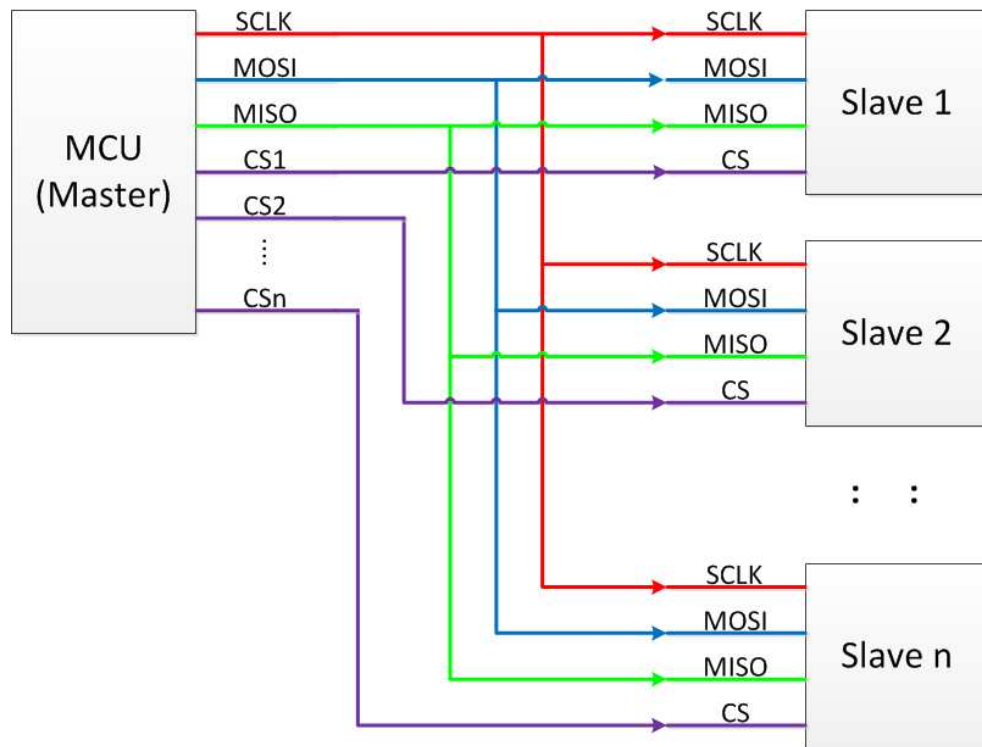 MCU
(Master)
SCLK
MOSI
MISO
CS1
CS2
CSn
SCLK
MOSI
MISO
CS
Slave 1
SCLK
MOSI
MISO
CS
Slave 2
SCLK
MOSI
MISO
CS
Slave n